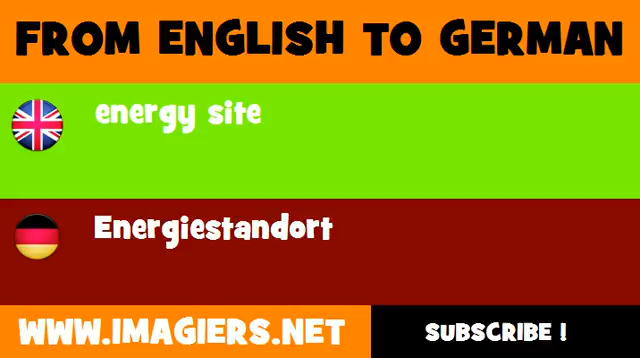 FROM ENGLISH TO GERMAN
energy site
Energiestandort
WWW.IMAGIERS.NET
SUBSCRIBE !